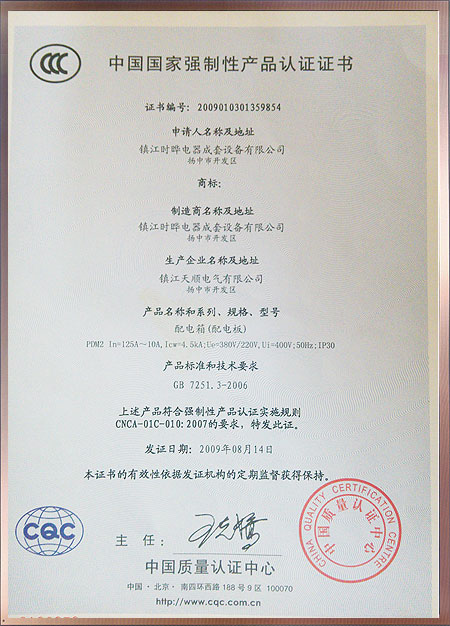 CCC
中国国家强制性产品认证证书
证书编号: 2009010301359854
申请人名称及地址
镇江时晔电器成套设备有限公司
扬中市开发区
商标:
制造商名称及地址
镇江时晔电器成套设备有限公司
扬中市开发区
生产企业名称及地址
镇江天顺电气有限公司
扬中市开发区
产品名称和系列、规格、型号
配电箱(配电板)
PDM2 In=125A~10A,Icw=4.5kA;Ue=380V/220V,Ui=400V;50Hz;IP30
产品标准和技术要求
GB 7251.3-2006
上述产品符合强制性产品认证实施规则
CNCA-01C-010:2007的要求,特发此证。
发证日期: 2009年08月14日
本证书的有效性依据发证机构的定期监督获得保持。
CQC
主 任:
中国质量认证中心
中国·北京·南四环西路188号9区 100070
http://www.cqc.com.cn
CHINA QUALITY CERTIFICATION CENTRE
中国质量认证中心